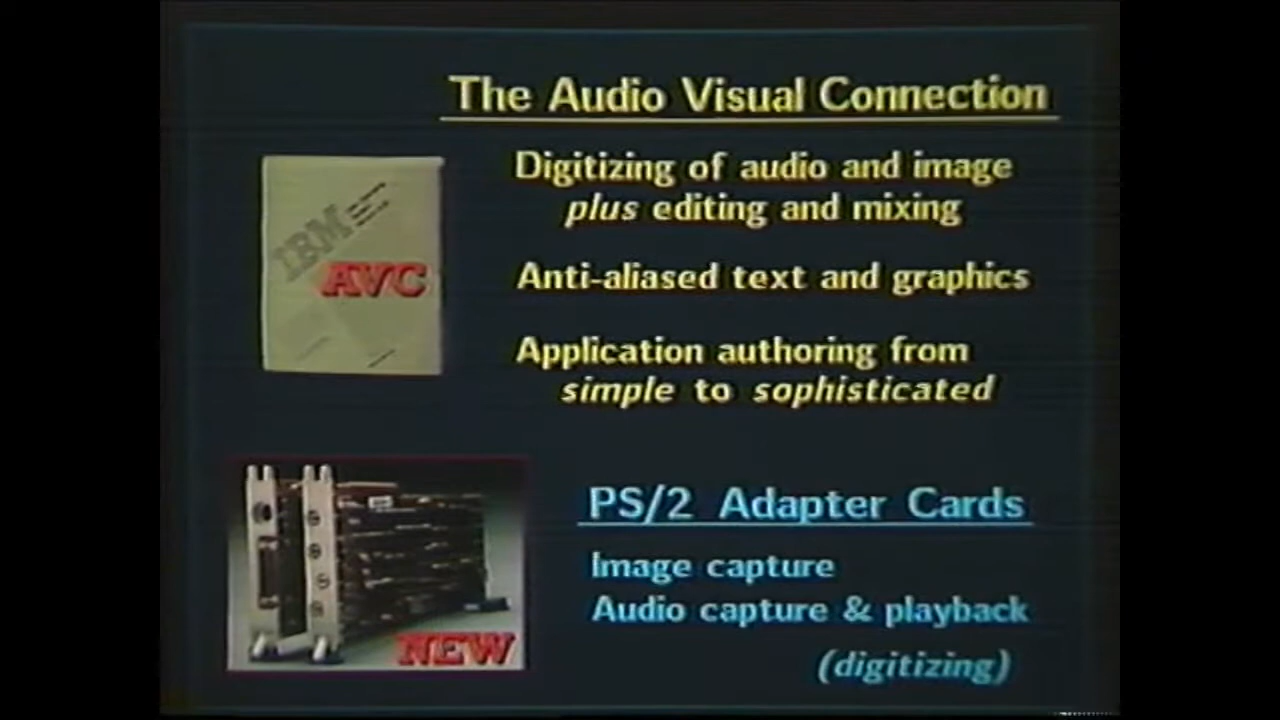 The Audio Visual Connection
Digitizing of audio and image
plus editing and mixing
Anti-aliased text and graphics
Application authoring from
simple to sophisticated
IBM
AVC
PS/2 Adapter Cards
Image capture
Audio capture & playback
(digitizing)
NEW